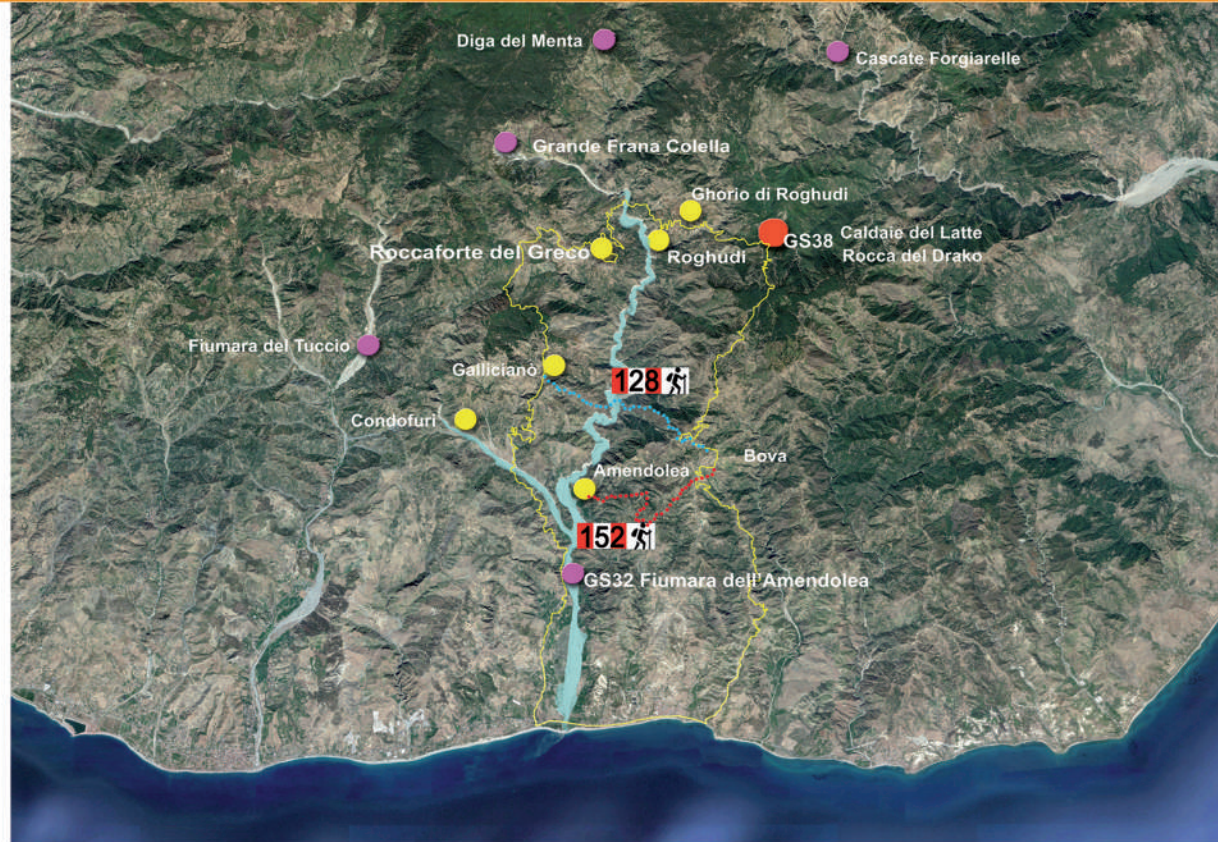 Diga del Menta
Cascate Forgiarelle
Grande Frana Colella
Ghorio di Roghudi
GS38 Caldaie del Latte
Rocca del Drako
Roccaforte del Greco
Roghudi
Fiumara del Tuccio
Gallicianò
128
Condofuri
Bova
Amendolea
152
GS32 Fiumara dell'Amendolea